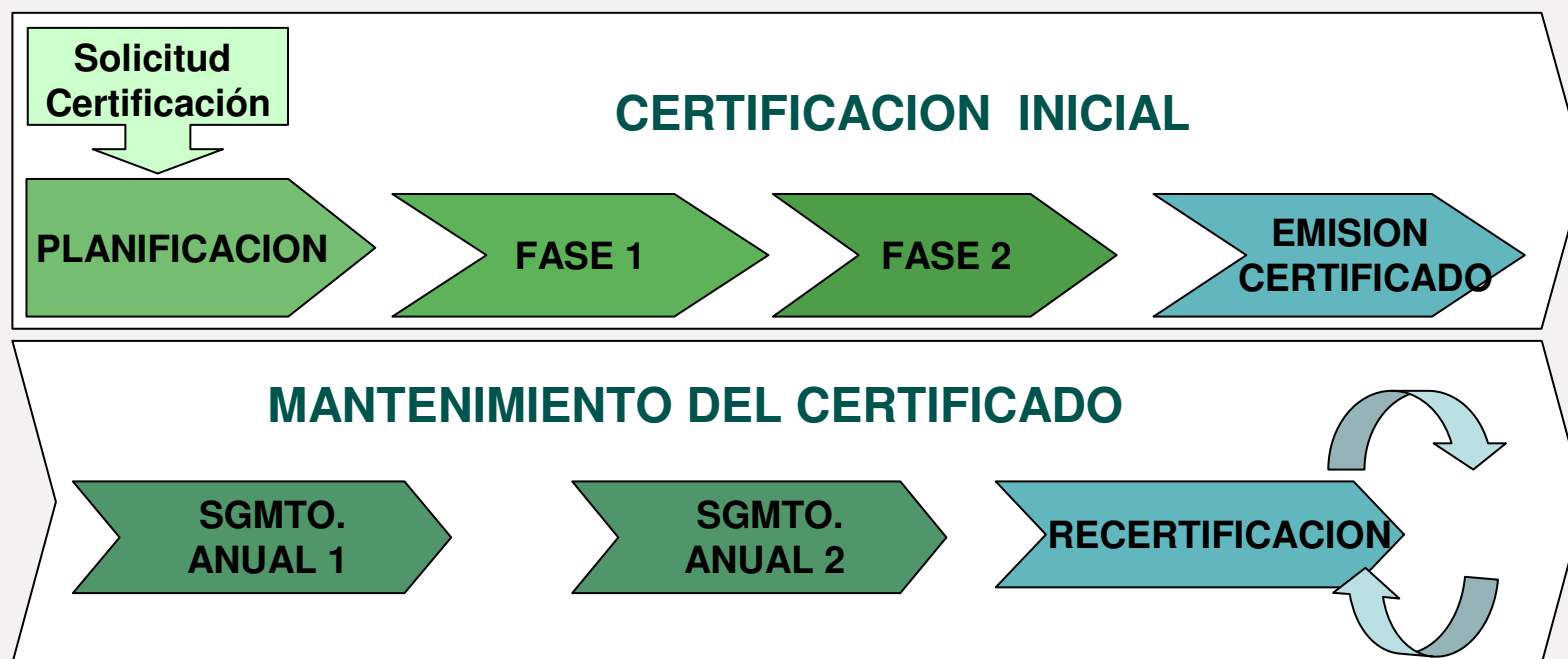 Solicitud
Certificación
CERTIFICACION INICIAL
PLANIFICACION
FASE 1
FASE 2
EMISION
CERTIFICADO
MANTENIMIENTO DEL CERTIFICADO
SGMTO.
ANUAL 1
SGMTO.
ANUAL 2
RECERTIFICACION